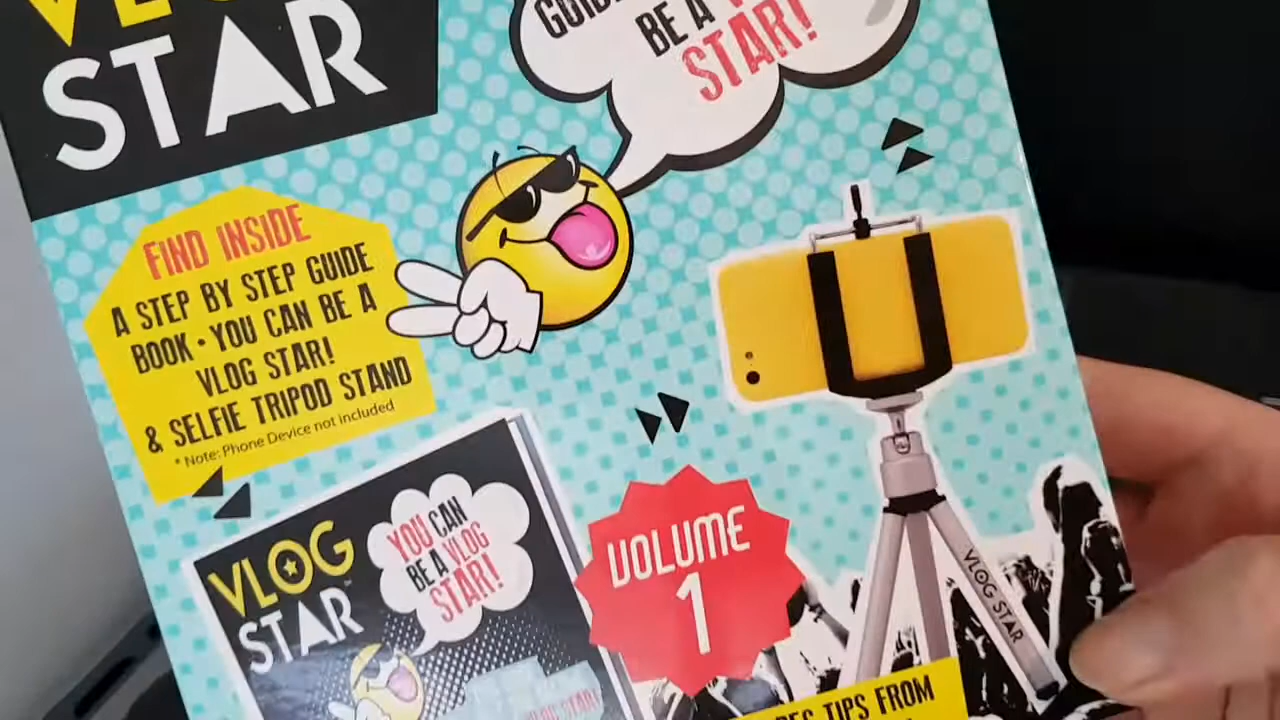 STAR
BE A
STAR!
FIND INSIDE
A STEP BY STEP GUIDE
BOOK • YOU CAN BE A
VLOG STAR!
& SELFIE TRIPOD STAND
* Note: Phone Device not included
VLOG
STAR
YOU CAN
BE A VLOG
STAR!
VOLUME
1
VLOG STAR
TIPS FROM